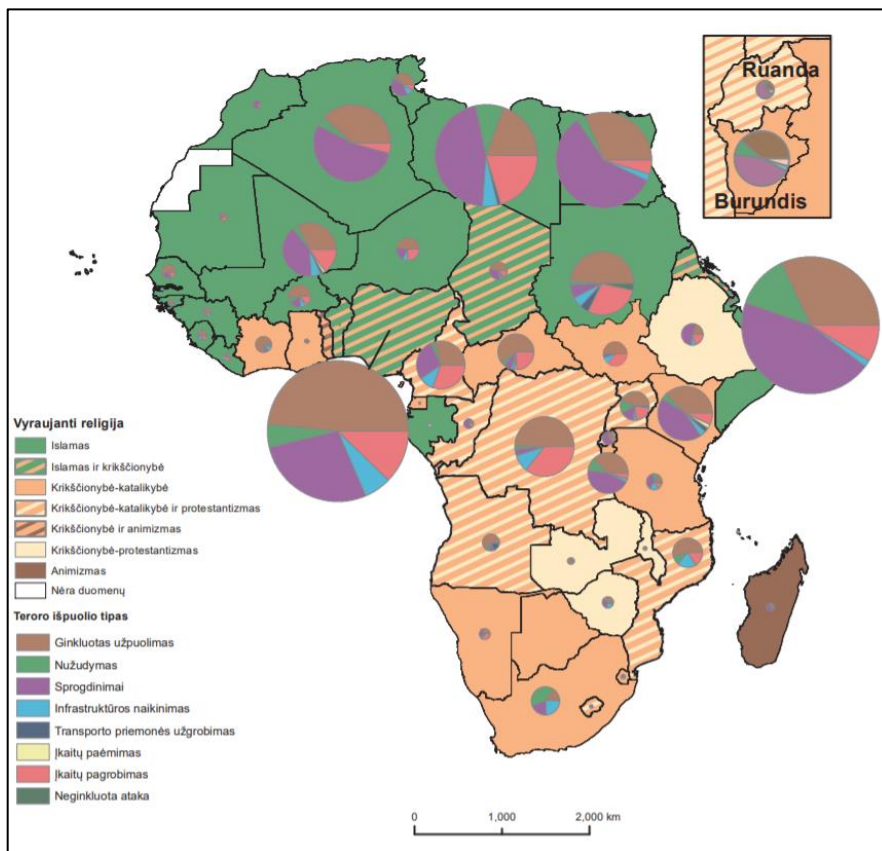 Ruanda
Burundis
Vyraujanti religija
Islamas
Islamas ir krikščionybė
Krikščionybė-katalikybė
Krikščionybė-katalikybė ir protestantizmas
Krikščionybė ir animizmas
Krikščionybė-protestantizmas
Animizmas
Nėra duomenų
Teroro išpuolio tipas
Ginkluotas užpuolimas
Nužudymas
Sprogdinimai
Infrastruktūros naikinimas
Transporto priemonės užgrobimas
Įkaitų paėmimas
Įkaitų pagrobimas
Neginkluota ataka
0 1,000 2,000 km